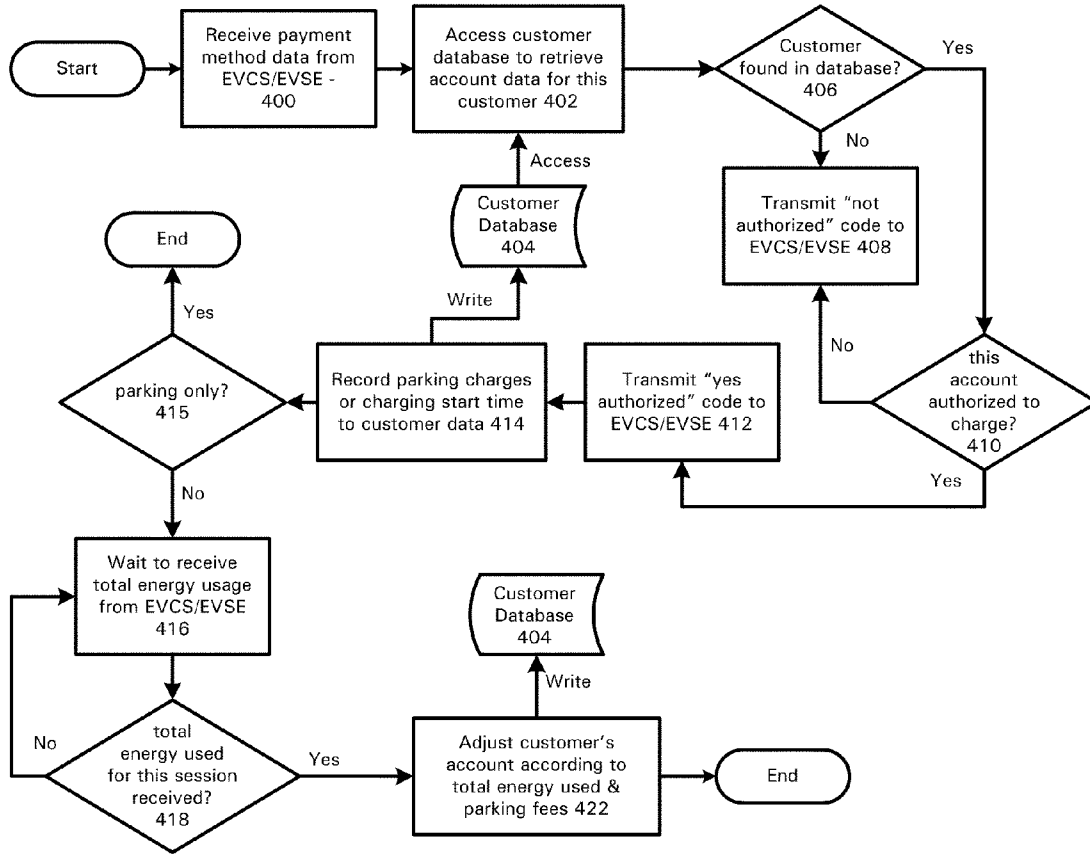 Start
Receive payment
method data from
EVCS/EVSE -
400
Access customer
database to retrieve
account data for this
customer 402
Customer
found in database?
406
Yes
No
Access
Transmit “not
authorized” code to
EVCS/EVSE 408
Customer
Database
404
End
Write
Yes
No
this
account
authorized to
charge?
410
parking only?
415
Record parking charges
or charging start time
to customer data 414
Transmit “yes
authorized” code to
EVCS/EVSE 412
Yes
No
Wait to receive
total energy usage
from EVCS/EVSE
416
Customer
Database
404
Write
No
total
energy used
for this session
received?
418
Yes
Adjust customer’s
account according to
total energy used &
parking fees 422
End